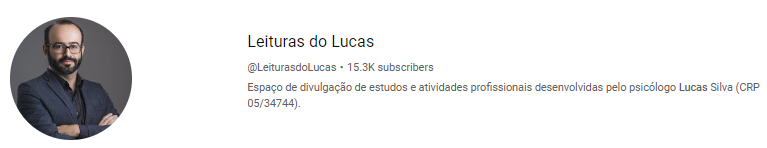 Leituras do Lucas
@LeiturasdoLucas • 15.3K subscribers
Espaço de divulgação de estudos e atividades profissionais desenvolvidas pelo psicólogo Lucas Silva (CRP
05/34744).